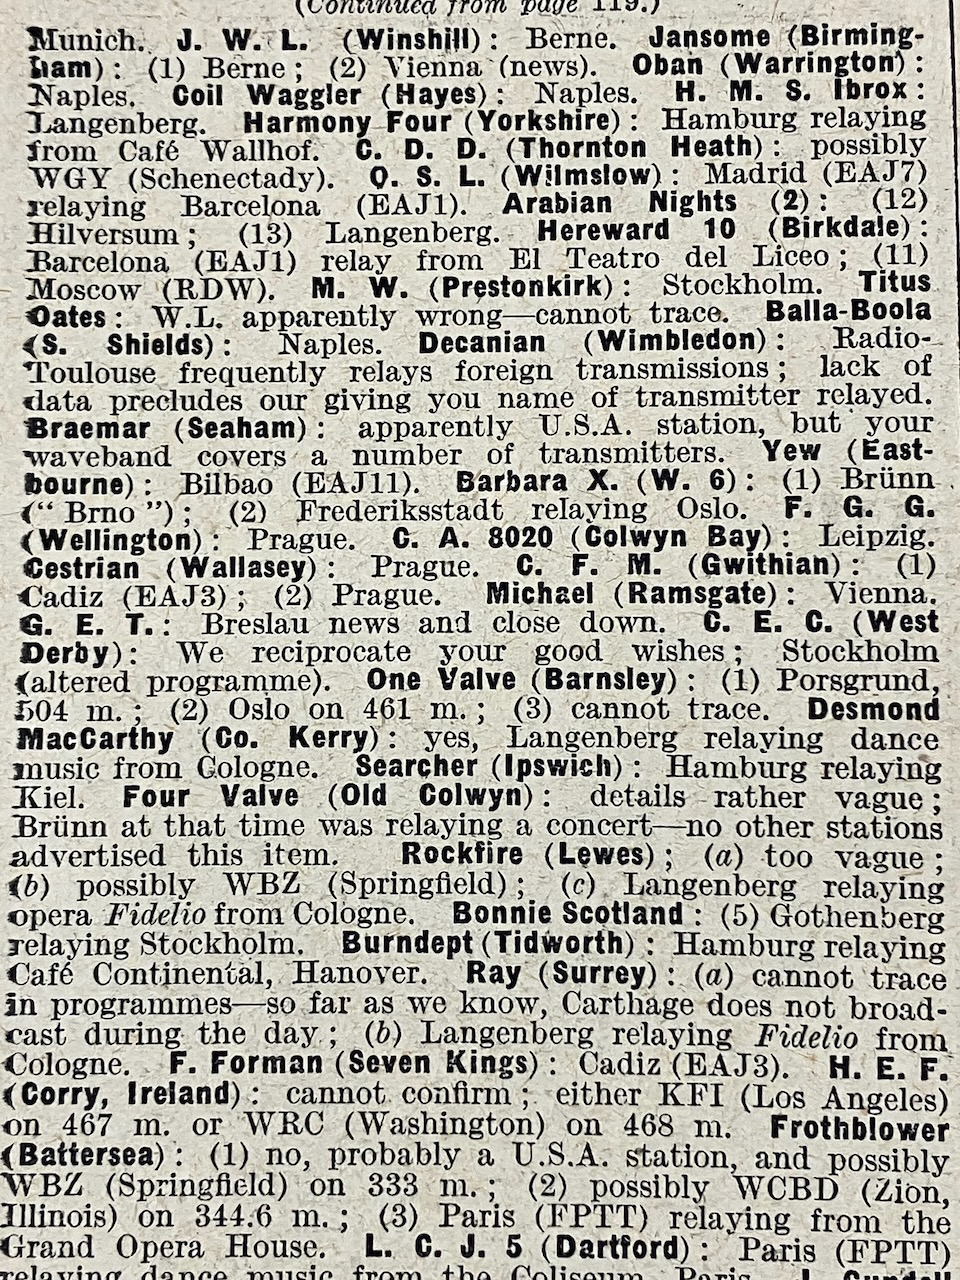 (Continued from page 119.)
Munich. J. W. L. (Winshill): Berne. Jansome (Birming-
ham): (1) Berne; (2) Vienna (news). Oban (Warrington):
Naples. Coil Waggler (Hayes): Naples. H. M. S. Ibrox:
Langenberg. Harmony Four (Yorkshire): Hamburg relaying
from Café Wallhof. C. D. D. (Thornton Heath): possibly
WGY (Schenectady). Q. S. L. (Wilmslow): Madrid (EAJ7)
relaying Barcelona (EAJ1). Arabian Nights (2): (12)
Hilversum; (13) Langenberg. Hereward 10 (Birkdale):
Barcelona (EAJ1) relay from El Teatro del Liceo; (11)
Moscow (RDW). M. W. (Prestonkirk): Stockholm. Titus
Oates: W.L. apparently wrong—cannot trace. Balla-Boola
(S. Shields): Naples. Decanian (Wimbledon): Radio-
Toulouse frequently relays foreign transmissions; lack of
data precludes our giving you name of transmitter relayed.
Braemar (Seaham): apparently U.S.A. station, but your
waveband covers a number of transmitters. Yew (East-
bourne): Bilbao (EAJ11). Barbara X. (W. 6): (1) Brünn
(“Brno”); (2) Frederiksstadt relaying Oslo. F. G. G.
(Wellington): Prague. C. A. 8020 (Colwyn Bay): Leipzig.
Cestrian (Wallasey): Prague. C. F. M. (Gwithian): (1)
Cadiz (EAJ3); (2) Prague. Michael (Ramsgate): Vienna.
G. E. T.: Breslau news and close down. C. E. C. (West
Derby): We reciprocate your good wishes; Stockholm
(altered programme). One Valve (Barnsley): (1) Porsgrund,
504 m.; (2) Oslo on 461 m.; (3) cannot trace. Desmond
MacCarthy (Co. Kerry): yes, Langenberg relaying dance
music from Cologne. Searcher (Ipswich): Hamburg relaying
Kiel. Four Valve (Old Colwyn): details rather vague;
Brünn at that time was relaying a concert—no other stations
advertised this item. Rockfire (Lewes); (a) too vague;
(b) possibly WBZ (Springfield); (c) Langenberg relaying
opera Fidelio from Cologne. Bonnie Scotland: (5) Gothenberg
relaying Stockholm. Burndept (Tidworth): Hamburg relaying
Café Continental, Hanover. Ray (Surrey): (a) cannot trace
in programmes—so far as we know, Carthage does not broad-
cast during the day; (b) Langenberg relaying Fidelio from
Cologne. F. Forman (Seven Kings): Cadiz (EAJ3). H. E. F.
(Corry, Ireland): cannot confirm; either KFI (Los Angeles)
on 467 m. or WRC (Washington) on 468 m. Frothblower
(Battersea): (1) no, probably a U.S.A. station, and possibly
WBZ (Springfield) on 333 m.; (2) possibly WCBD (Zion,
Illinois) on 344.6 m.; (3) Paris (FPTT) relaying from the
Grand Opera House. L. C. J. 5 (Dartford): Paris (FPTT)
relaying dance music from the Coliseum, Paris.